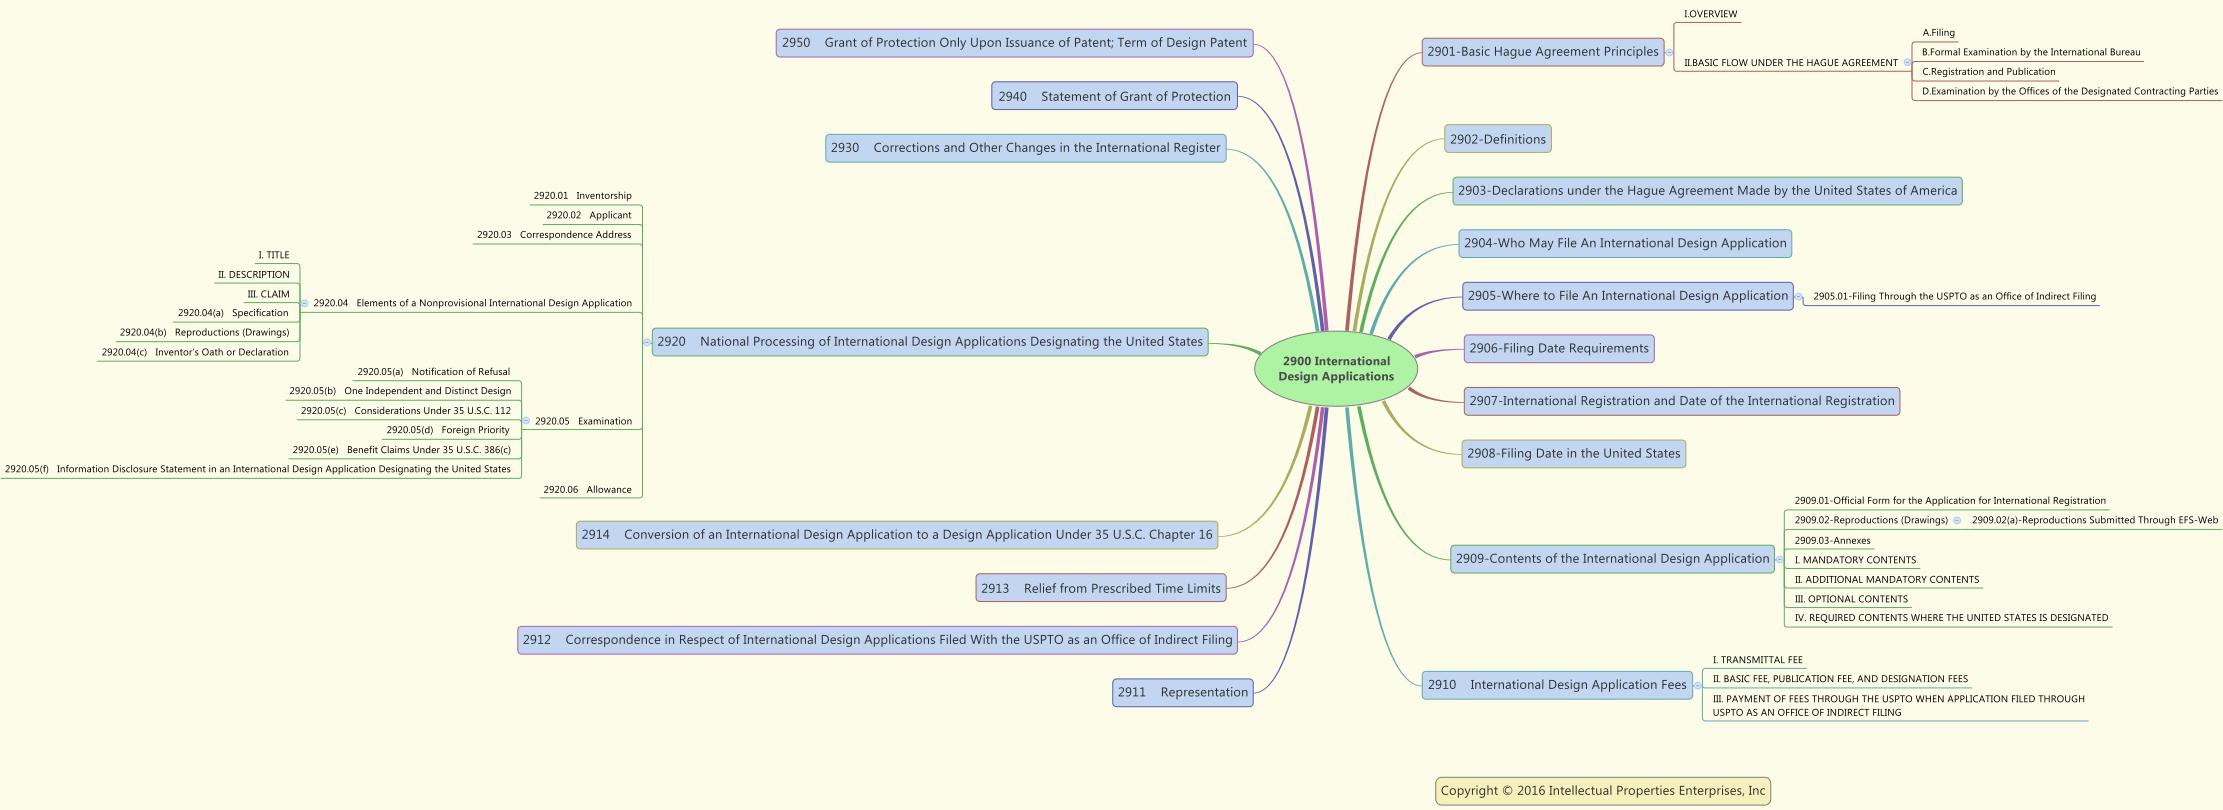 2900 International
Design Applications
2901-Basic Hague Agreement Principles
I.OVERVIEW
II.BASIC FLOW UNDER THE HAGUE AGREEMENT
A.Filing
B.Formal Examination by the International Bureau
C.Registration and Publication
D.Examination by the Offices of the Designated Contracting Parties
2902-Definitions
2903-Declarations under the Hague Agreement Made by the United States of America
2904-Who May File An International Design Application
2905-Where to File An International Design Application
2905.01-Filing Through the USPTO as an Office of Indirect Filing
2906-Filing Date Requirements
2907-International Registration and Date of the International Registration
2908-Filing Date in the United States
2909-Contents of the International Design Application
2909.01-Official Form for the Application for International Registration
2909.02-Reproductions (Drawings)
2909.02(a)-Reproductions Submitted Through EFS-Web
2909.03-Annexes
I. MANDATORY CONTENTS
II. ADDITIONAL MANDATORY CONTENTS
III. OPTIONAL CONTENTS
IV. REQUIRED CONTENTS WHERE THE UNITED STATES IS DESIGNATED
2910 International Design Application Fees
I. TRANSMITTAL FEE
II. BASIC FEE, PUBLICATION FEE, AND DESIGNATION FEES
III. PAYMENT OF FEES THROUGH THE USPTO WHEN APPLICATION FILED THROUGH
USPTO AS AN OFFICE OF INDIRECT FILING
2950 Grant of Protection Only Upon Issuance of Patent; Term of Design Patent
2940 Statement of Grant of Protection
2930 Corrections and Other Changes in the International Register
2920 National Processing of International Design Applications Designating the United States
2920.01 Inventorship
2920.02 Applicant
2920.03 Correspondence Address
2920.04 Elements of a Nonprovisional International Design Application
I. TITLE
II. DESCRIPTION
III. CLAIM
2920.04(a) Specification
2920.04(b) Reproductions (Drawings)
2920.04(c) Inventor's Oath or Declaration
2920.05 Examination
2920.05(a) Notification of Refusal
2920.05(b) One Independent and Distinct Design
2920.05(c) Considerations Under 35 U.S.C. 112
2920.05(d) Foreign Priority
2920.05(e) Benefit Claims Under 35 U.S.C. 386(c)
2920.05(f) Information Disclosure Statement in an International Design Application Designating the United States
2920.06 Allowance
2914 Conversion of an International Design Application to a Design Application Under 35 U.S.C. Chapter 16
2913 Relief from Prescribed Time Limits
2912 Correspondence in Respect of International Design Applications Filed With the USPTO as an Office of Indirect Filing
2911 Representation
Copyright © 2016 Intellectual Properties Enterprises, Inc